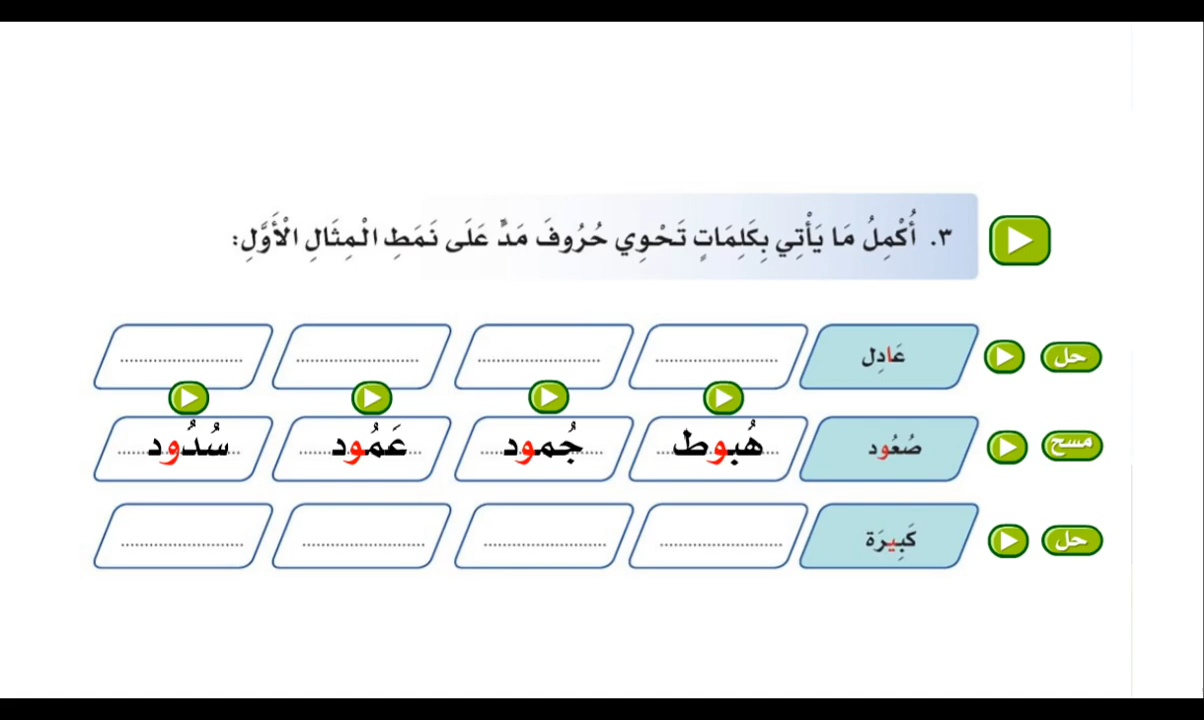 ٣. أُكْمِلُ مَا يَأْتِي بِكَلِمَاتٍ تَحْوِي حُرُوفَ مَدٍّ عَلَى نَمَطِ الْمِثَالِ الْأَوَّلِ:
حل عَادِل ........................ ........................ ........................ ........................
مسح صُعُود هُبوط جُمود عَمُود سُدُود
حل كَبِيرَة ........................ ........................ ........................ ........................